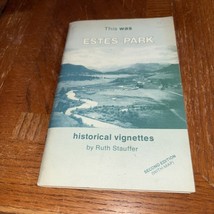 This was
ESTES PARK
historical vignettes
by Ruth Stauffer
SECOND EDITION